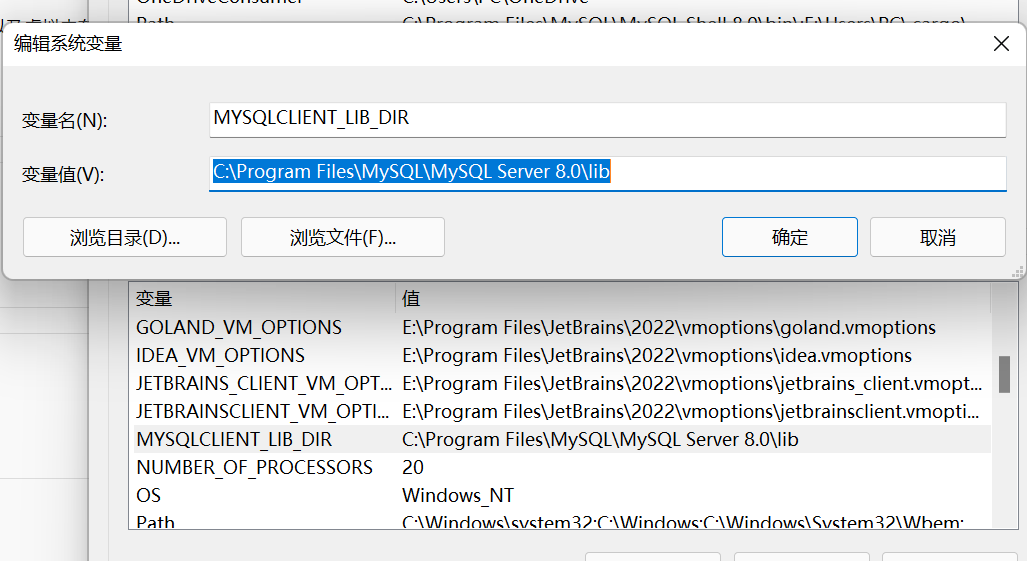 OneDriveConsumer C:\Users\PC\OneDrive
Path C:\Program Files\MySQL\MySQL Shell 8.0\bin\;E:\Users\PC\.cargo\
编辑系统变量
变量名(N): MYSQLCLIENT_LIB_DIR
变量值(V): C:\Program Files\MySQL\MySQL Server 8.0\lib
浏览目录(D)... 浏览文件(F)... 确定 取消
变量 值
GOLAND_VM_OPTIONS E:\Program Files\JetBrains\2022\vmoptions\goland.vmoptions
IDEA_VM_OPTIONS E:\Program Files\JetBrains\2022\vmoptions\idea.vmoptions
JETBRAINS_CLIENT_VM_OPT... E:\Program Files\JetBrains\2022\vmoptions\jetbrains_client.vmopt...
JETBRAINSCLIENT_VM_OPTI... E:\Program Files\JetBrains\2022\vmoptions\jetbrainsclient.vmopti...
MYSQLCLIENT_LIB_DIR C:\Program Files\MySQL\MySQL Server 8.0\lib
NUMBER_OF_PROCESSORS 20
OS Windows_NT
Path C:\Windows\system32;C:\Windows;C:\Windows\System32\Wbem;